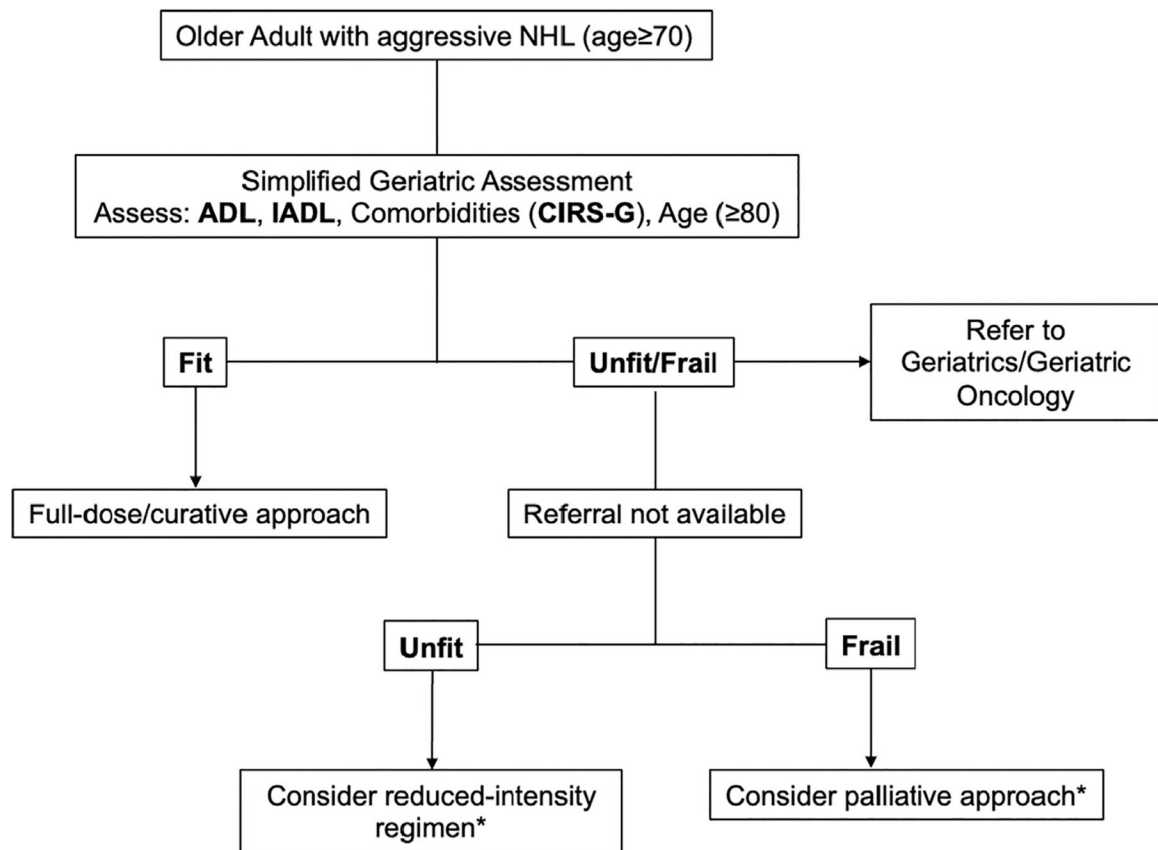 Older Adult with aggressive NHL (age≥70)
Simplified Geriatric Assessment
Assess: ADL, IADL, Comorbidities (CIRS-G), Age (≥80)
Fit
Unfit/Frail
Refer to
Geriatrics/Geriatric
Oncology
Full-dose/curative approach
Referral not available
Unfit
Frail
Consider reduced-intensity
regimen*
Consider palliative approach*